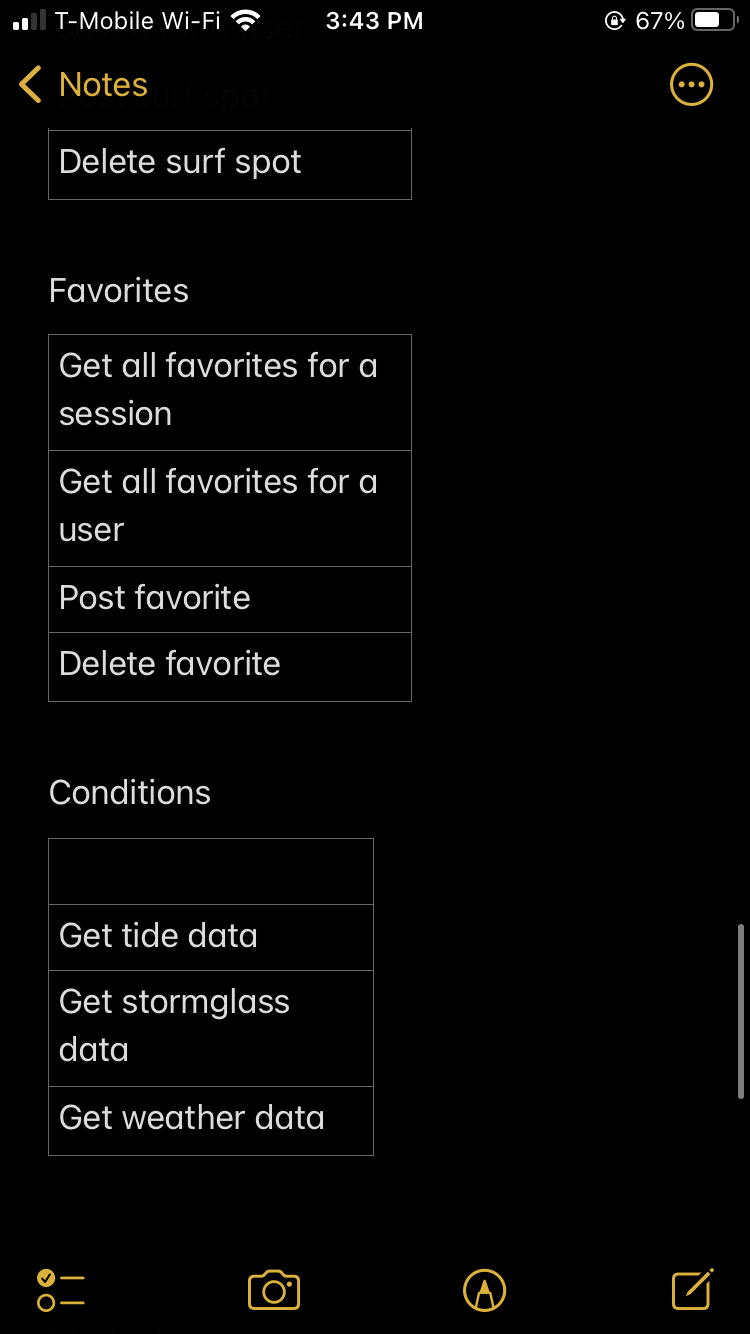 T-Mobile Wi-Fi 3:43 PM 67%
Notes
Delete surf spot
Favorites
Get all favorites for a
session
Get all favorites for a
user
Post favorite
Delete favorite
Conditions
Get tide data
Get stormglass
data
Get weather data